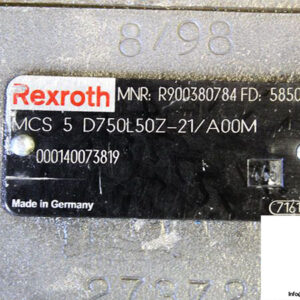 8/98
Rexroth MNR: R900380784 FD: 5850
MCS 5 D750L50Z-21/A00M
000140073819
Made in Germany